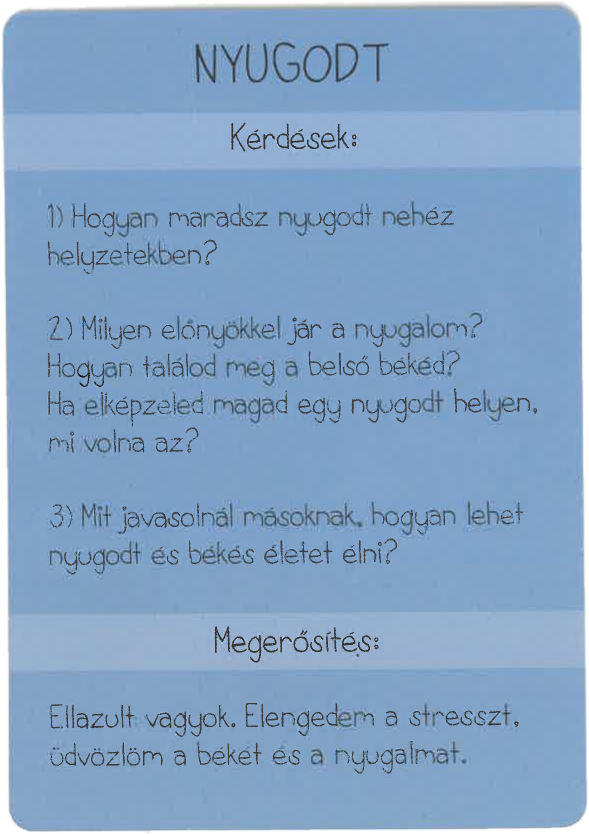 NYUGODT
Kérdések:
1) Hogyan maradsz nyugodt nehéz
helyzetekben?
2) Milyen előnyökkel jár a nyugalom?
Hogyan találod meg a belső békéd?
Ha elképzeled magad egy nyugodt helyen,
mi volna az?
3) Mit javasolnál másoknak, hogyan lehet
nyugodt és békés életet élni?
Megerősítés:
Ellazult vagyok. Elengedem a stresszt,
üdvözlöm a békét és a nyugalmat.